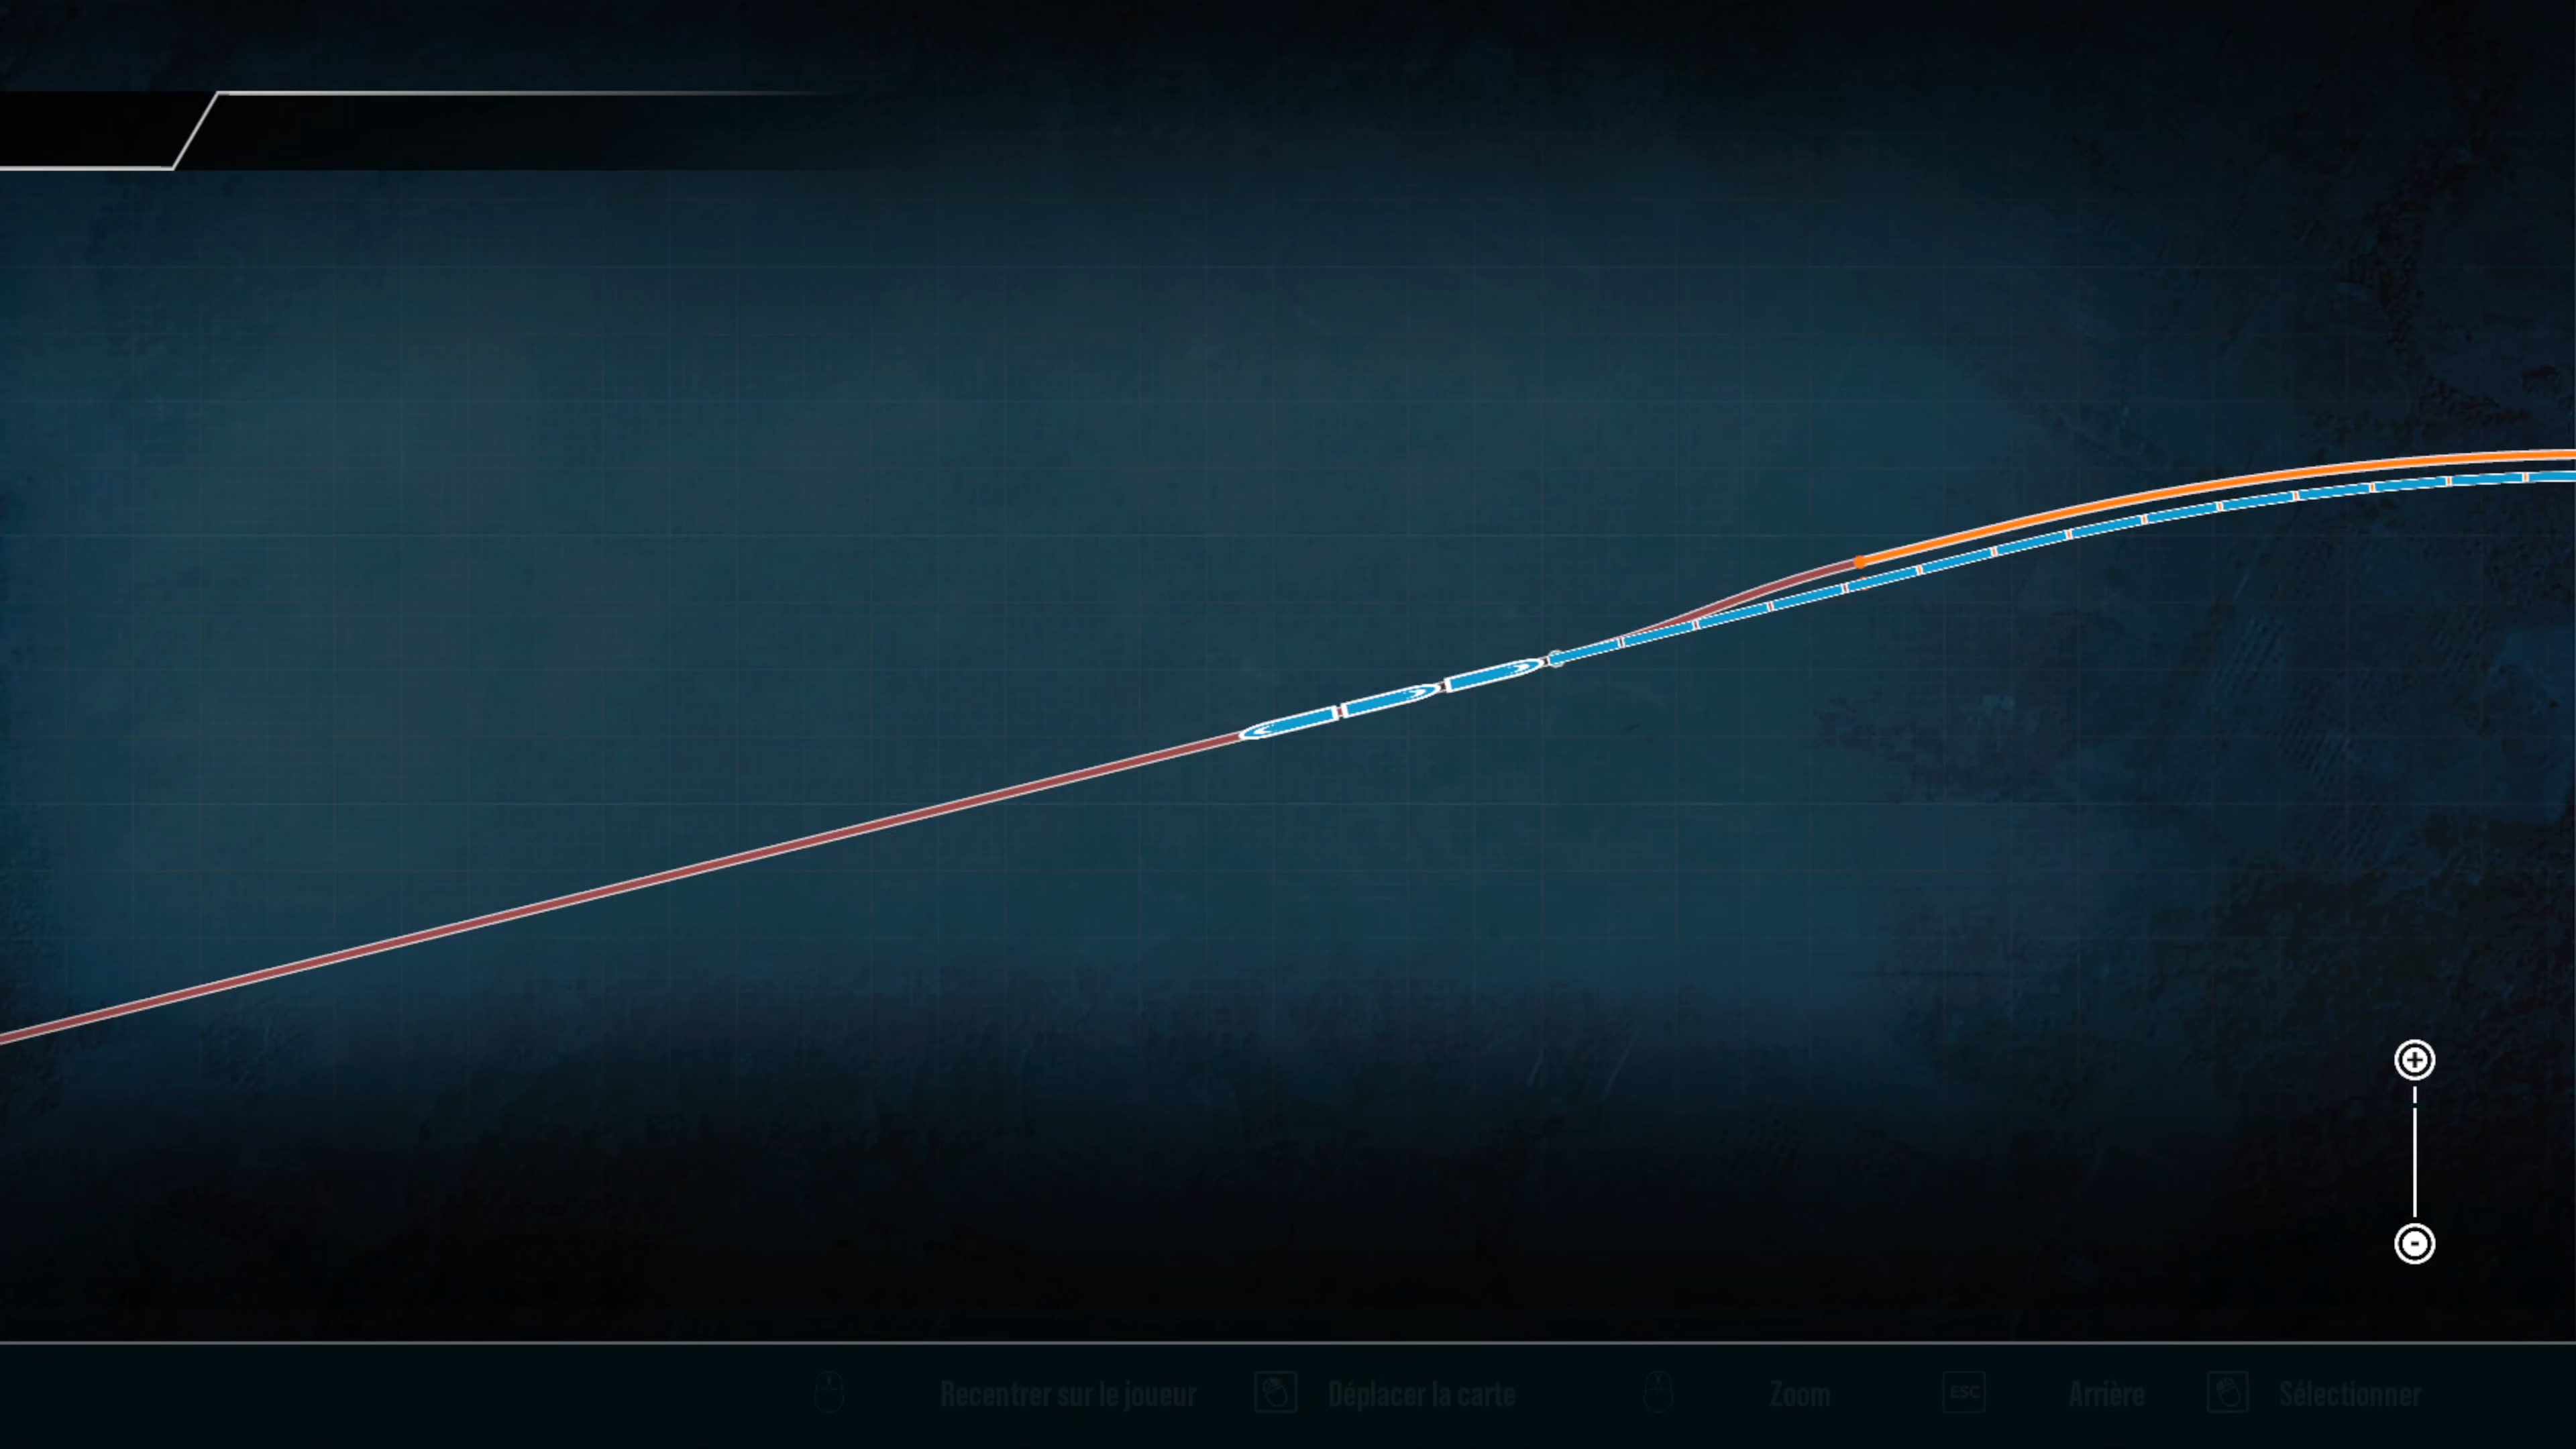 Recentrer sur le joueur
Déplacer la carte
Zoom
ESC
Arrière
Sélectionner